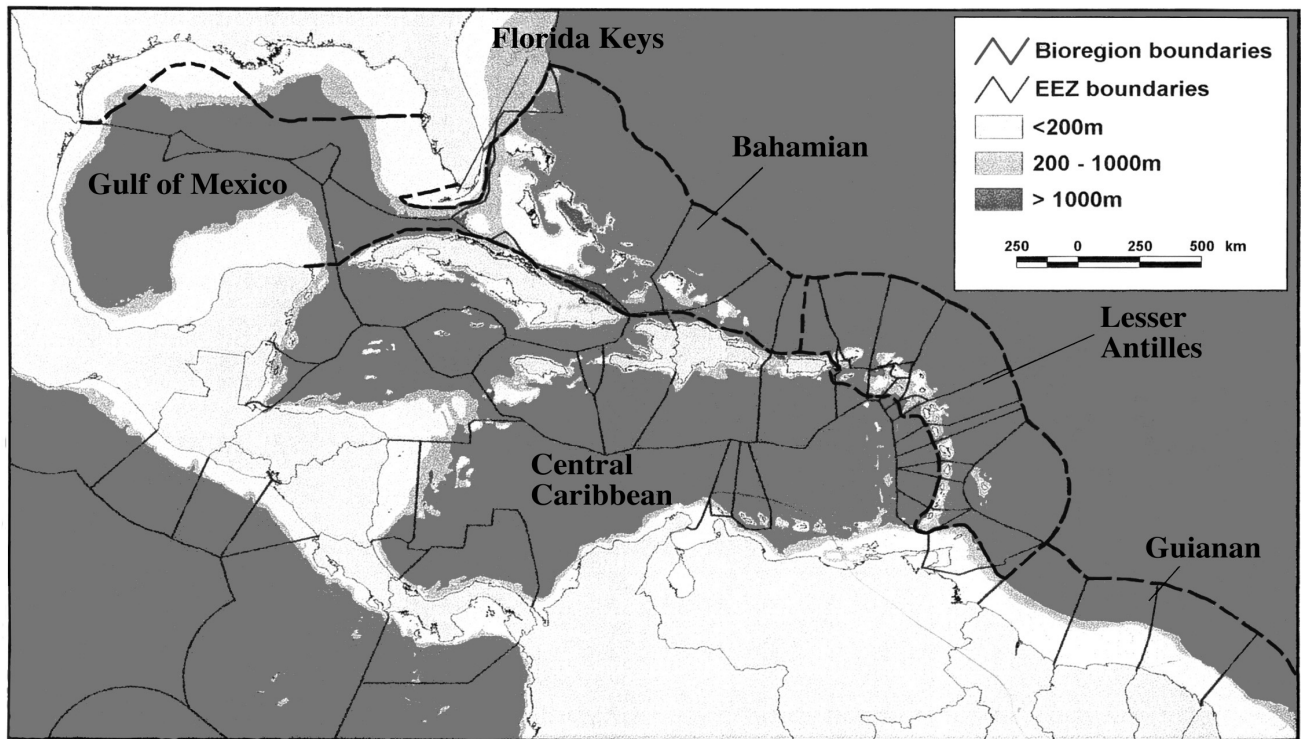 Florida Keys
Bahamian
Gulf of Mexico
Lesser
Antilles
Central
Caribbean
Guianan
Bioregion boundaries
EEZ boundaries
<200m
200 - 1000m
> 1000m
250 0 250 500 km